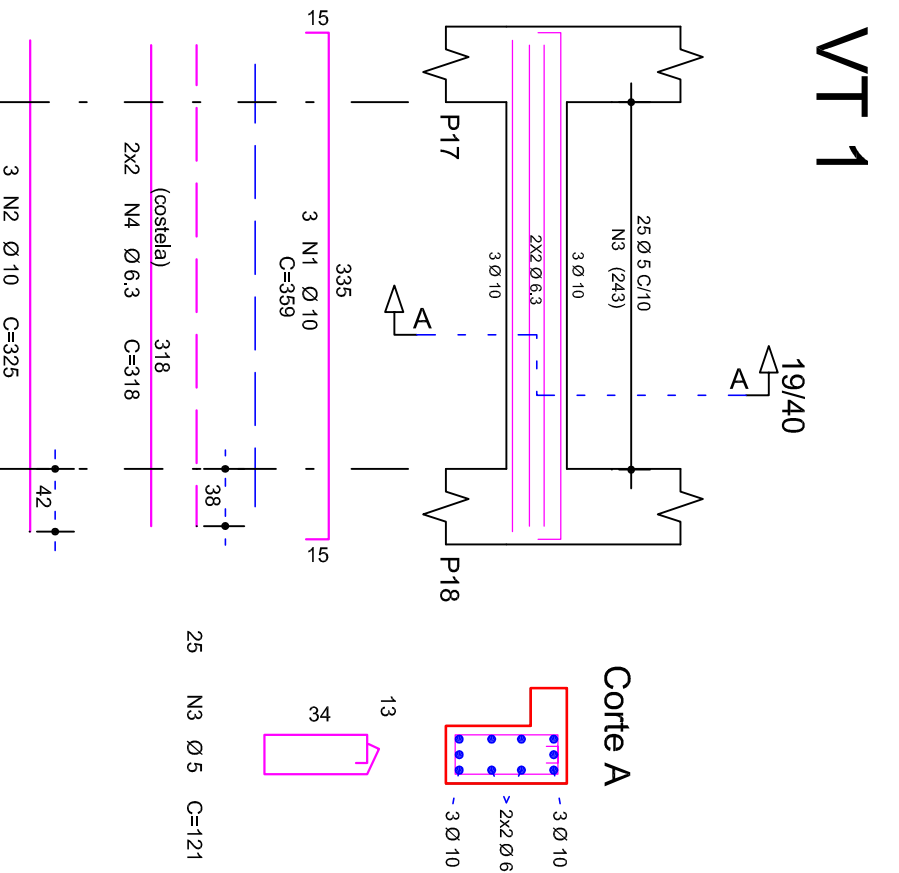 VT 1
19/40
A
25 Ø 5 C/10
N3 (243)
3 Ø 10
2X2 Ø 6.3
3 Ø 10
A
P17
P18
15
335
15
3 N1 Ø 10
C=359
38
(costela)
318
2x2 N4 Ø 6.3 C=318
42
3 N2 Ø 10 C=325
Corte A
3 Ø 10
2x2 Ø 6
3 Ø 10
13
34
25 N3 Ø 5 C=121